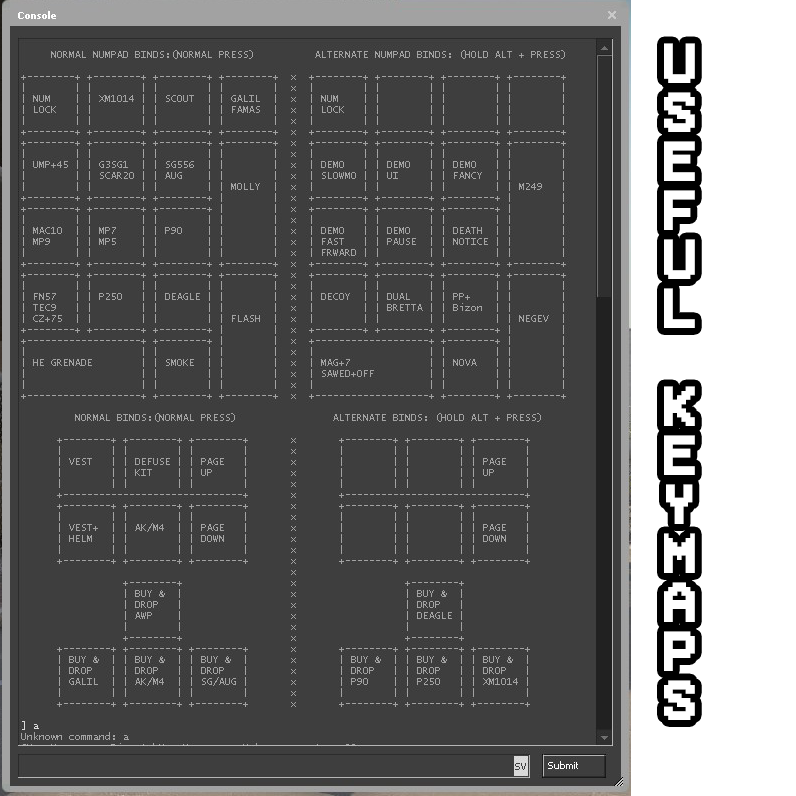 Console
NORMAL NUMPAD BINDS:(NORMAL PRESS)
ALTERNATE NUMPAD BINDS: (HOLD ALT + PRESS)
NUM
LOCK
XM1014
SCOUT
GALIL
FAMAS
NUM
LOCK
UMP+45
G3SG1
SCAR20
SG556
AUG
MOLLY
DEMO
SLOWMO
DEMO
UI
DEMO
FANCY
M249
MAC10
MP9
MP7
MP5
P90
DEMO
FAST
FRWARD
DEMO
PAUSE
DEATH
NOTICE
FN57
TEC9
CZ+75
P250
DEAGLE
FLASH
DECOY
DUAL
BRETTA
PP+
Bizon
NEGEV
HE GRENADE
SMOKE
MAG+7
SAWED+OFF
NOVA
NORMAL BINDS:(NORMAL PRESS)
ALTERNATE BINDS: (HOLD ALT + PRESS)
VEST
DEFUSE
KIT
PAGE
UP
PAGE
UP
VEST+
HELM
AK/M4
PAGE
DOWN
PAGE
DOWN
BUY &
DROP
AWP
BUY &
DROP
DEAGLE
BUY &
DROP
GALIL
BUY &
DROP
AK/M4
BUY &
DROP
SG/AUG
BUY &
DROP
P90
BUY &
DROP
P250
BUY &
DROP
XM1014
] a
Unknown command: a
SV
Submit
USEFUL KEYMAPS